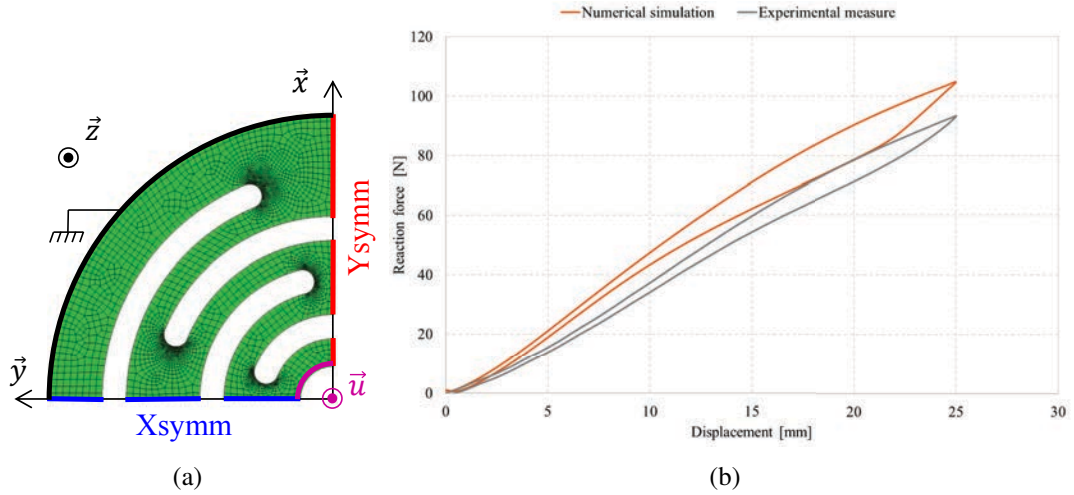 Numerical simulation Experimental measure
x⃗
z⃗
Ysymm
y⃗
u⃗
Xsymm
(a)
120
100
80
60
40
20
0
Reaction force [N]
0 5 10 15 20 25 30
Displacement [mm]
(b)